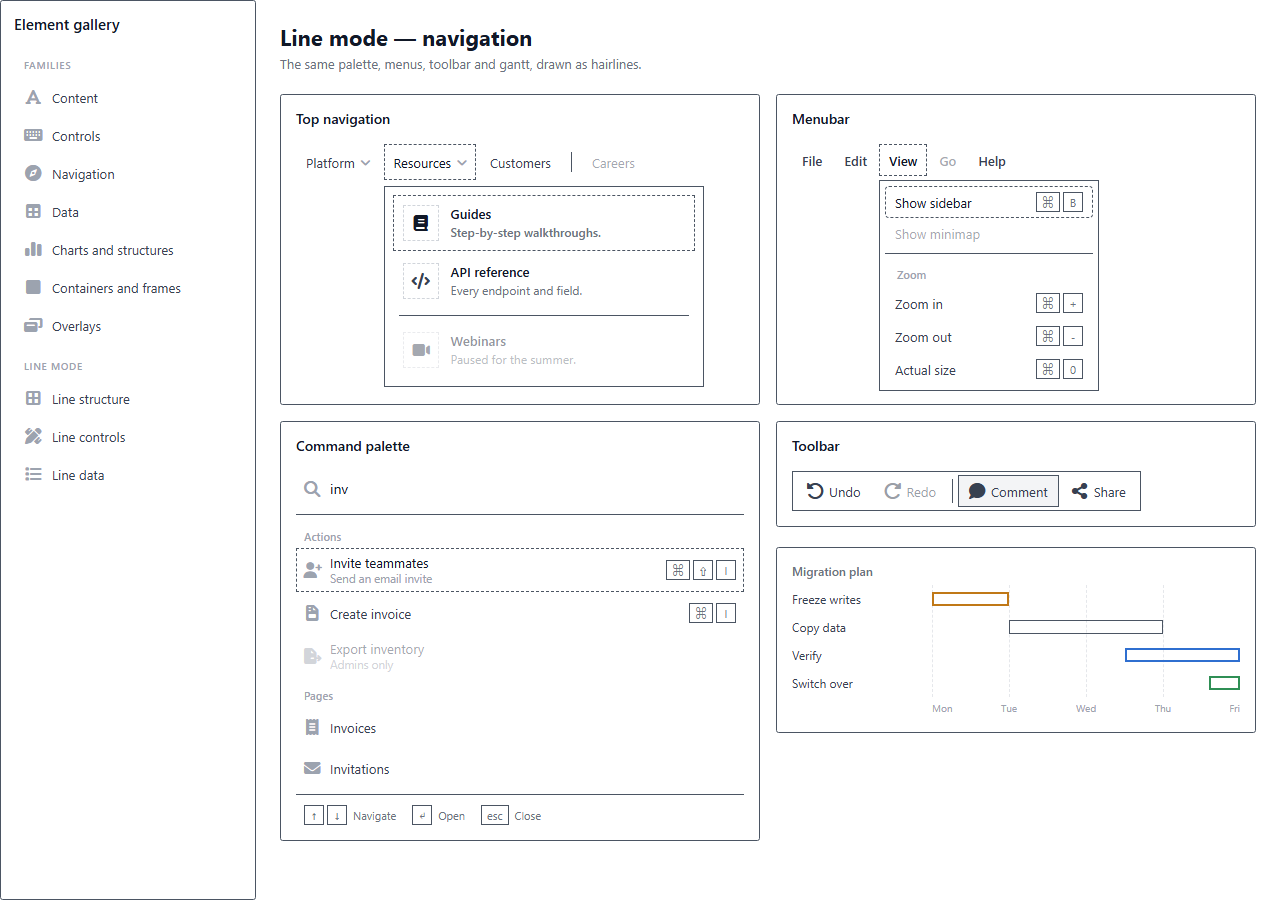 Element gallery
FAMILIES
Content
Controls
Navigation
Data
Charts and structures
Containers and frames
Overlays
LINE MODE
Line structure
Line controls
Line data
Line mode — navigation
The same palette, menus, toolbar and gantt, drawn as hairlines.
Top navigation
Platform Resources Customers Careers
Guides
Step-by-step walkthroughs.
API reference
Every endpoint and field.
Webinars
Paused for the summer.
Menubar
File Edit View Go Help
Show sidebar ⌘ B
Show minimap
Zoom
Zoom in ⌘ +
Zoom out ⌘ -
Actual size ⌘ 0
Command palette
inv
Actions
Invite teammates ⌘ ⇧ I
Send an email invite
Create invoice ⌘ I
Export inventory
Admins only
Pages
Invoices
Invitations
↑ ↓ Navigate ↵ Open esc Close
Toolbar
Undo Redo Comment Share
Migration plan
Freeze writes
Copy data
Verify
Switch over
Mon Tue Wed Thu Fri